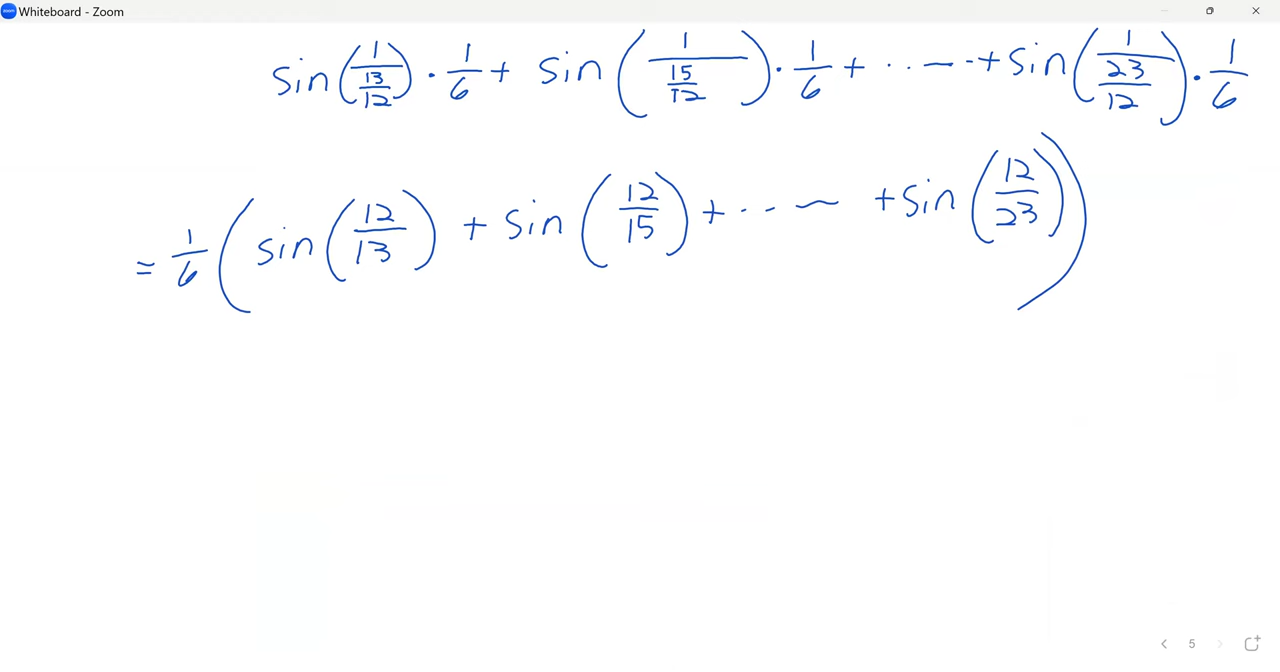 zoom Whiteboard - Zoom
sin(1/(13/12)) · 1/6 + sin(1/(15/12)) · 1/6 + ····· + sin(1/(23/12)) · 1/6
= 1/6 ( sin(12/13) + sin(12/15) + ···· + sin(12/23) )
< 5 >